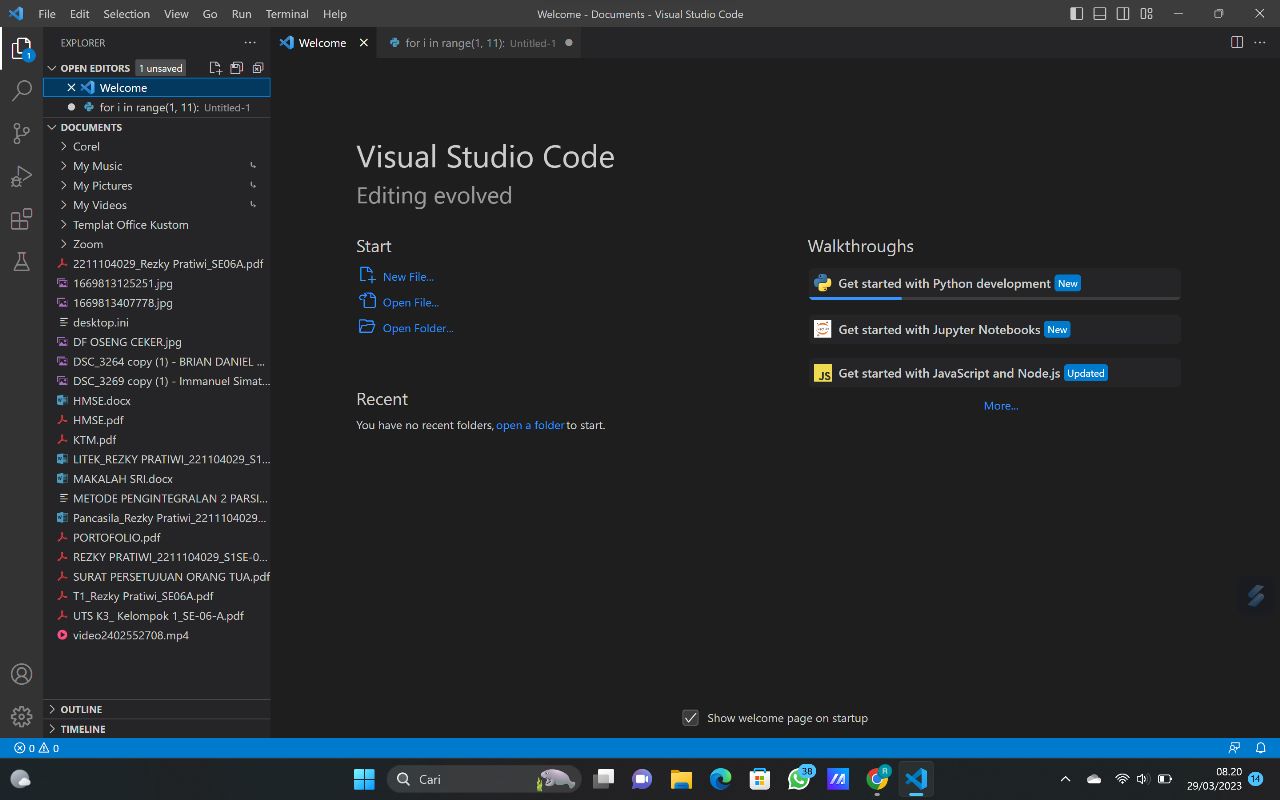 File Edit Selection View Go Run Terminal Help
Welcome - Documents - Visual Studio Code
EXPLORER
Welcome
for i in range(1, 11): Untitled-1
OPEN EDITORS 1 unsaved
Welcome
for i in range(1, 11): Untitled-1
DOCUMENTS
Corel
My Music
My Pictures
My Videos
Templat Office Kustom
Zoom
2211104029_Rezky Pratiwi_SE06A.pdf
1669813125251.jpg
1669813407778.jpg
desktop.ini
DF OSENG CEKER.jpg
DSC_3264 copy (1) - BRIAN DANIEL ...
DSC_3269 copy (1) - Immanuel Simat...
HMSE.docx
HMSE.pdf
KTM.pdf
LITEK_REZKY PRATIWI_221104029_S1...
MAKALAH SRI.docx
METODE PENGINTEGRALAN 2 PARSI...
Pancasila_Rezky Pratiwi_2211104029...
PORTOFOLIO.pdf
REZKY PRATIWI_2211104029_S1SE-0...
SURAT PERSETUJUAN ORANG TUA.pdf
T1_Rezky Pratiwi_SE06A.pdf
UTS K3_ Kelompok 1_SE-06-A.pdf
video2402552708.mp4
OUTLINE
TIMELINE
Visual Studio Code
Editing evolved
Start
New File...
Open File...
Open Folder...
Recent
You have no recent folders, open a folder to start.
Walkthroughs
Get started with Python development New
Get started with Jupyter Notebooks New
JS Get started with JavaScript and Node.js Updated
More...
Show welcome page on startup
1
0 0
Cari
38
R
08.20
29/03/2023
14